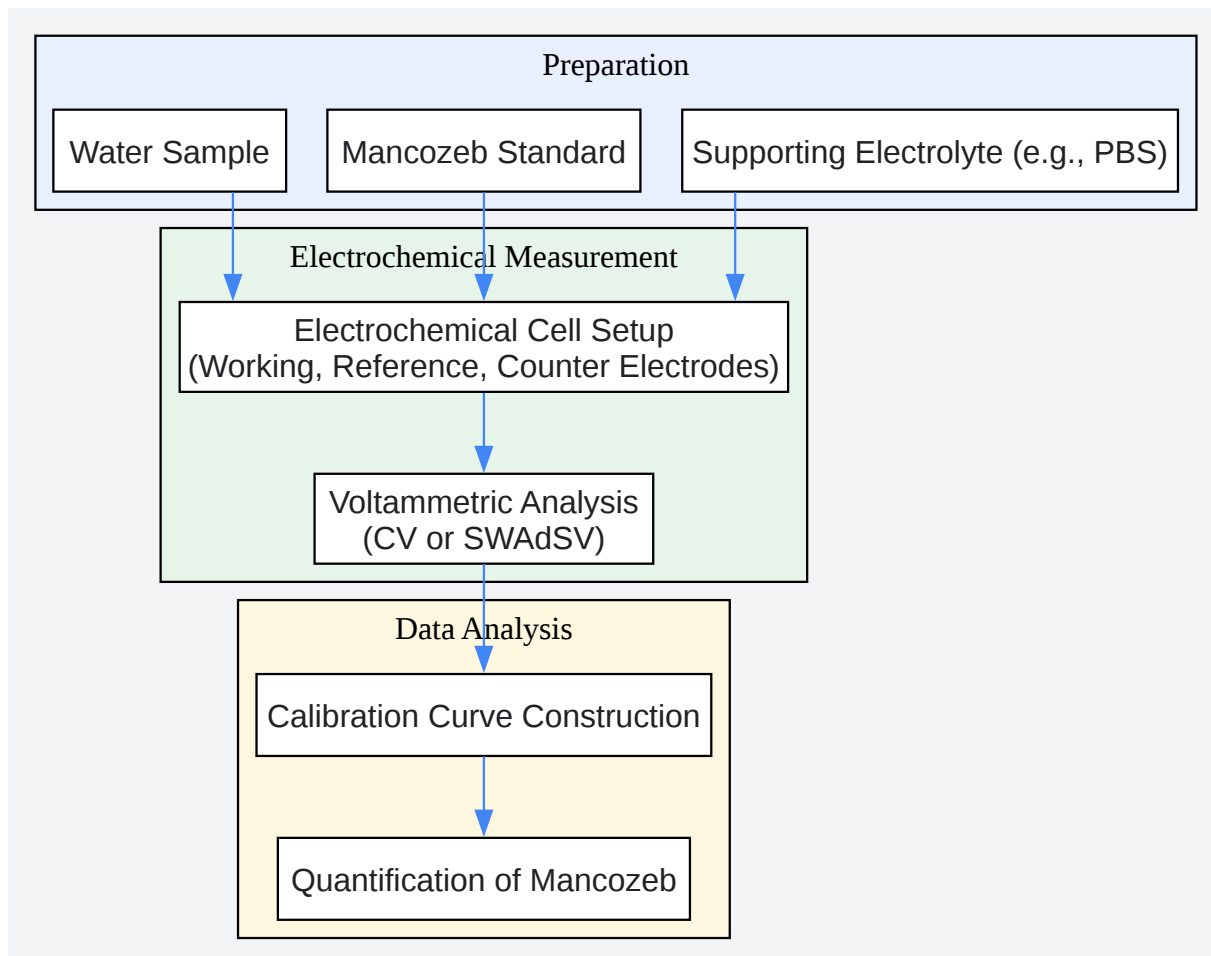 Preparation
Water Sample
Mancozeb Standard
Supporting Electrolyte (e.g., PBS)
Electrochemical Measurement
Electrochemical Cell Setup
(Working, Reference, Counter Electrodes)
Voltammetric Analysis
(CV or SWAdSV)
Data Analysis
Calibration Curve Construction
Quantification of Mancozeb